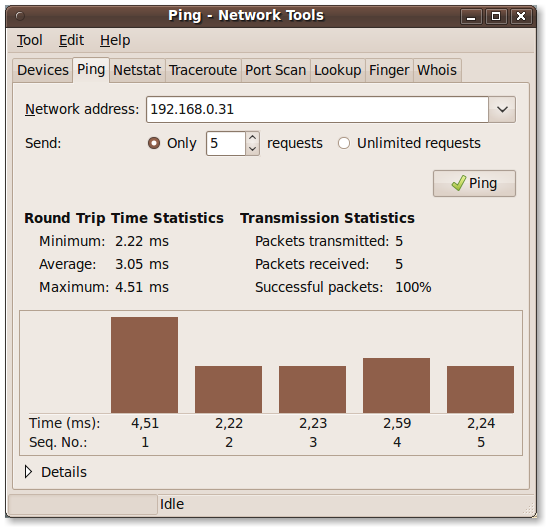 Ping - Network Tools
Tool Edit Help
Devices Ping Netstat Traceroute Port Scan Lookup Finger Whois
Network address: 192.168.0.31
Send: Only 5 requests Unlimited requests
Ping
Round Trip Time Statistics Transmission Statistics
Minimum: 2.22 ms Packets transmitted: 5
Average: 3.05 ms Packets received: 5
Maximum: 4.51 ms Successful packets: 100%
Time (ms): 4,51 2,22 2,23 2,59 2,24
Seq. No.: 1 2 3 4 5
Details
Idle